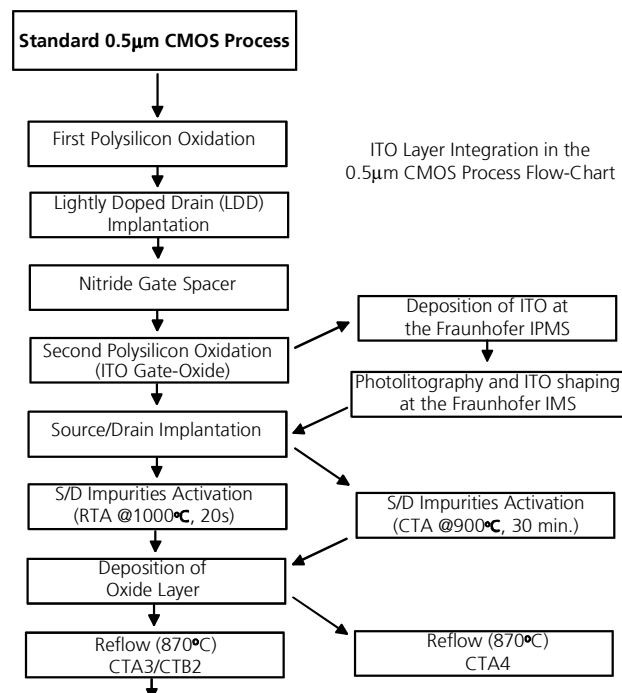 Standard 0.5µm CMOS Process
First Polysilicon Oxidation
ITO Layer Integration in the
0.5µm CMOS Process Flow-Chart
Lightly Doped Drain (LDD)
Implantation
Nitride Gate Spacer
Deposition of ITO at
the Fraunhofer IPMS
Second Polysilicon Oxidation
(ITO Gate-Oxide)
Photolitography and ITO shaping
at the Fraunhofer IMS
Source/Drain Implantation
S/D Impurities Activation
(RTA @1000°C, 20s)
S/D Impurities Activation
(CTA @900°C, 30 min.)
Deposition of
Oxide Layer
Reflow (870°C)
CTA3/CTB2
Reflow (870°C)
CTA4